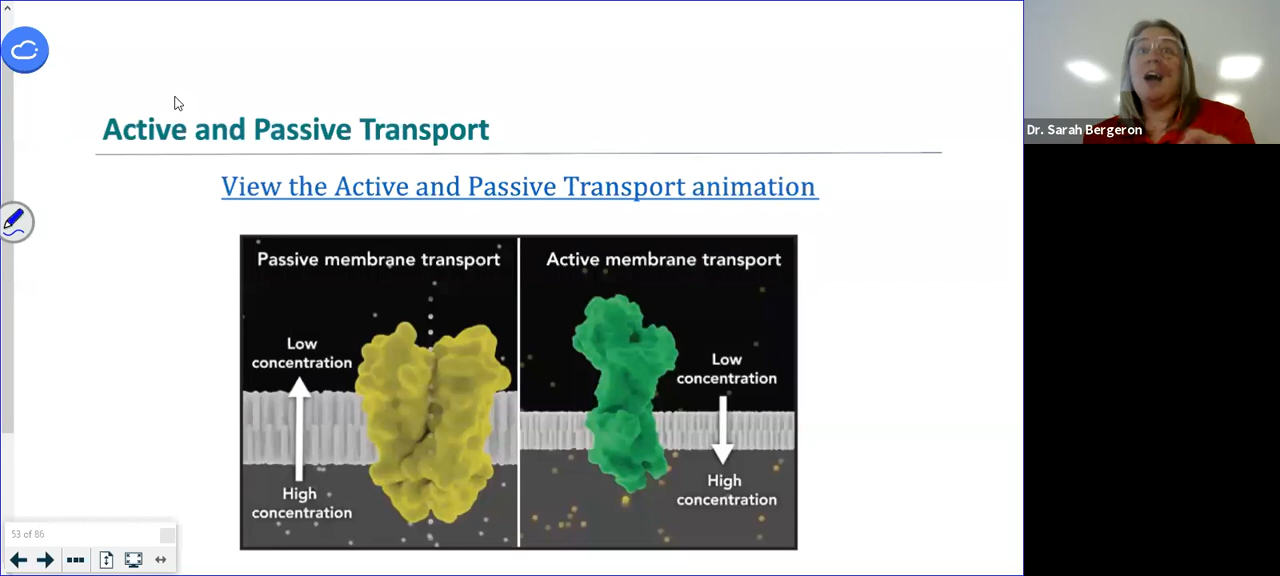 Active and Passive Transport
View the Active and Passive Transport animation
Passive membrane transport
Low
concentration
High
concentration
Active membrane transport
Low
concentration
High
concentration
53 of 86
Dr. Sarah Bergeron